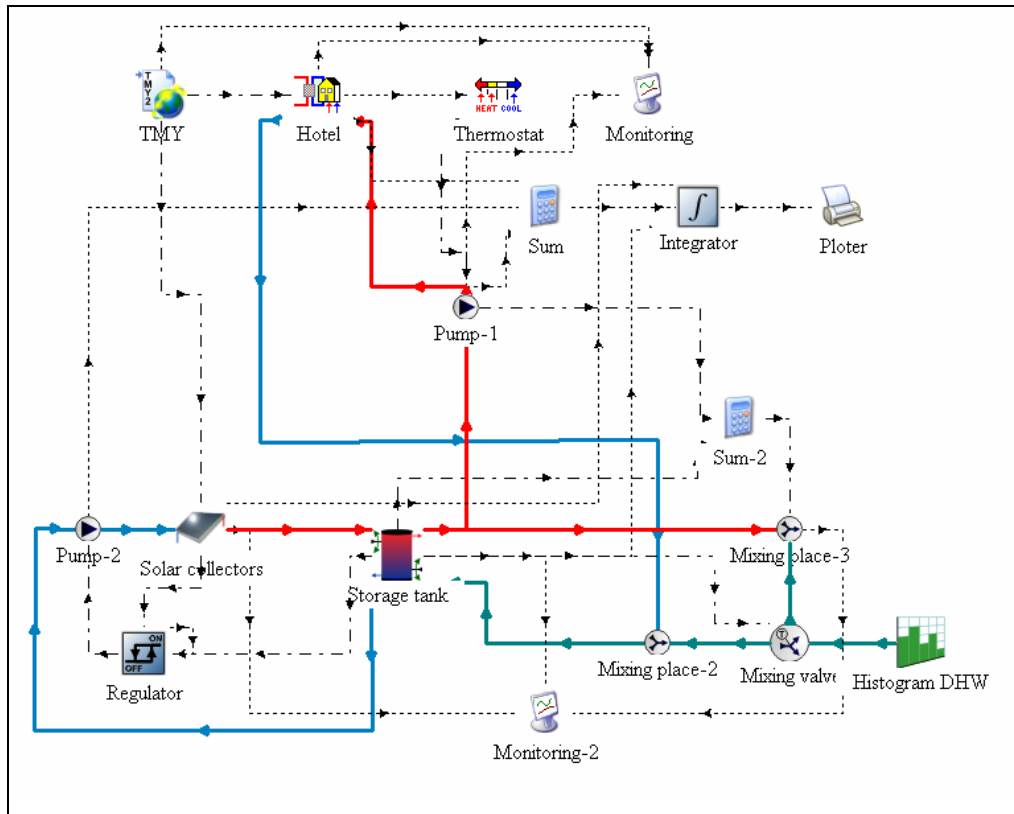 TMY2
HEAT COOL
TMY
Hotel
Thermostat
Monitoring
∫
Sum
Integrator
Ploter
Pump-1
Sum-2
Pump-2
Solar collectors
Storage tank
Mixing place-3
T
ON
OFF
Regulator
Mixing place-2
Mixing valve
Histogram DHW
Monitoring-2